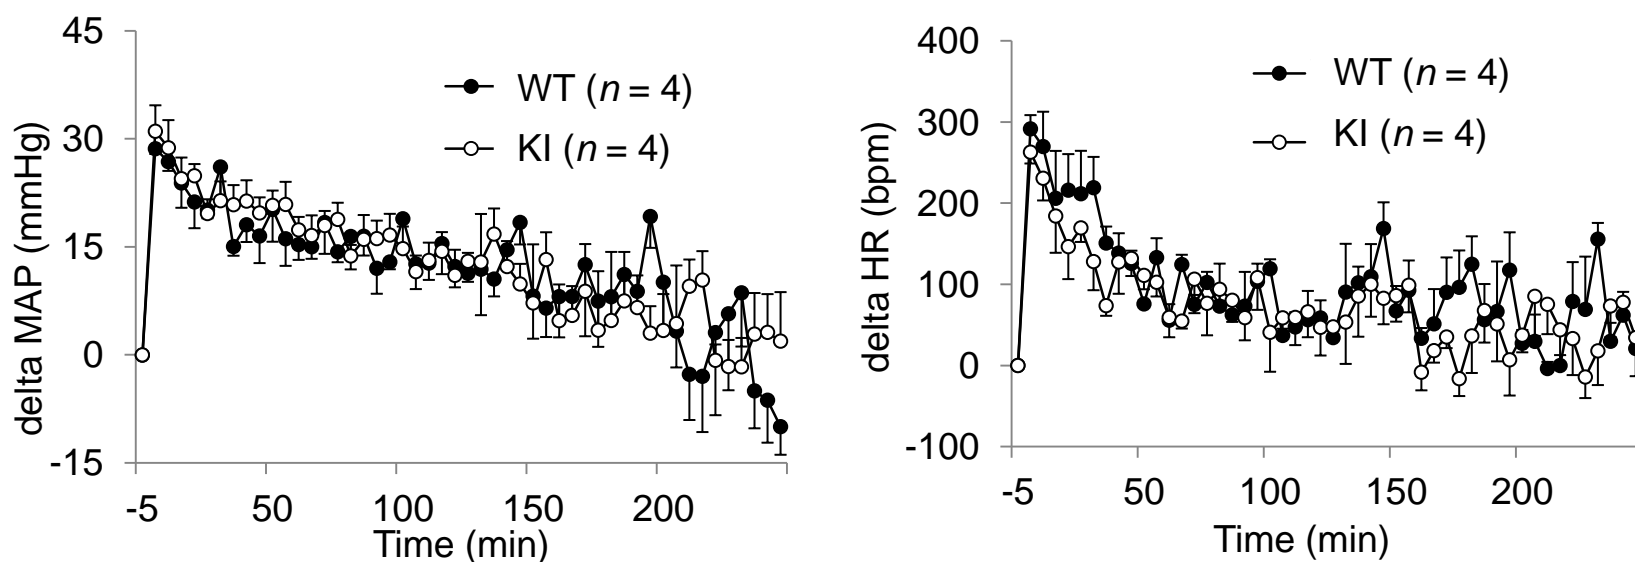 45
30
15
0
-15
delta MAP (mmHg)
WT (n = 4)
KI (n = 4)
-5 50 100 150 200
Time (min)
400
300
200
100
0
-100
delta HR (bpm)
WT (n = 4)
KI (n = 4)
-5 50 100 150 200
Time (min)